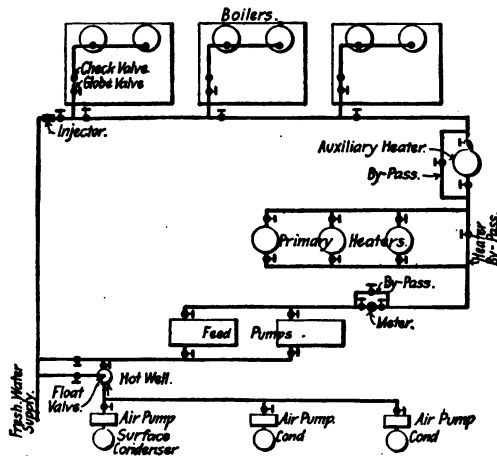 Boilers.
Check Valve
Globe Valve
Injector.
Auxiliary Heater.
By-Pass.
Primary Heaters.
Heater
By-Pass.
By-Pass.
Meter.
Feed Pumps
Hot Well.
Float
Valve.
Fresh Water
Supply.
Air Pump
Surface
Condenser
Air Pump.
Cond
Air Pump
Cond